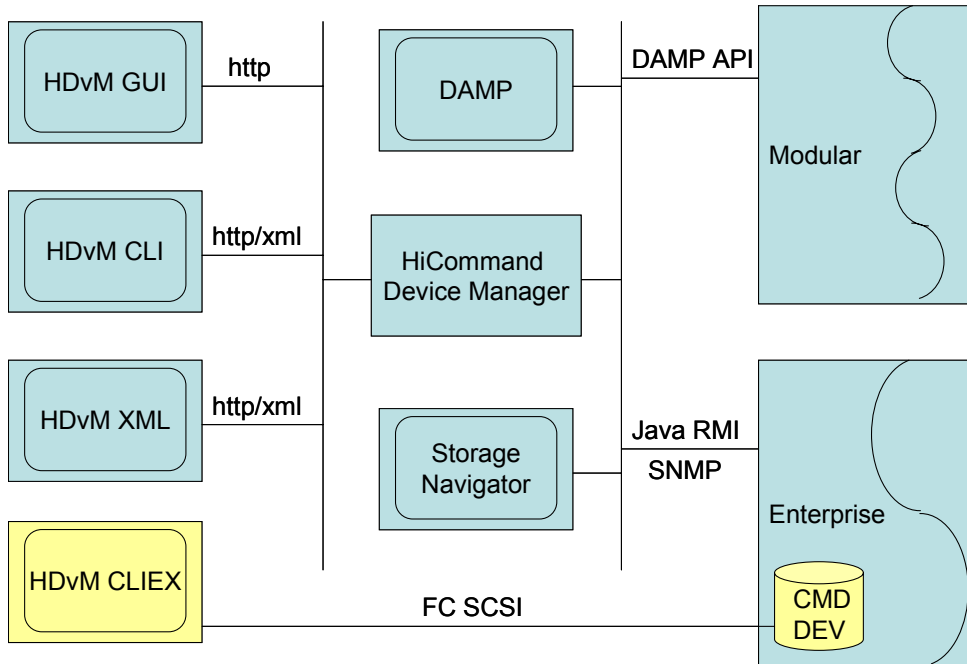 HDvM GUI
http
DAMP
DAMP API
Modular
HDvM CLI
http/xml
HiCommand
Device Manager
HDvM XML
http/xml
Storage
Navigator
Java RMI
SNMP
Enterprise
HDvM CLIEX
FC SCSI
CMD
DEV